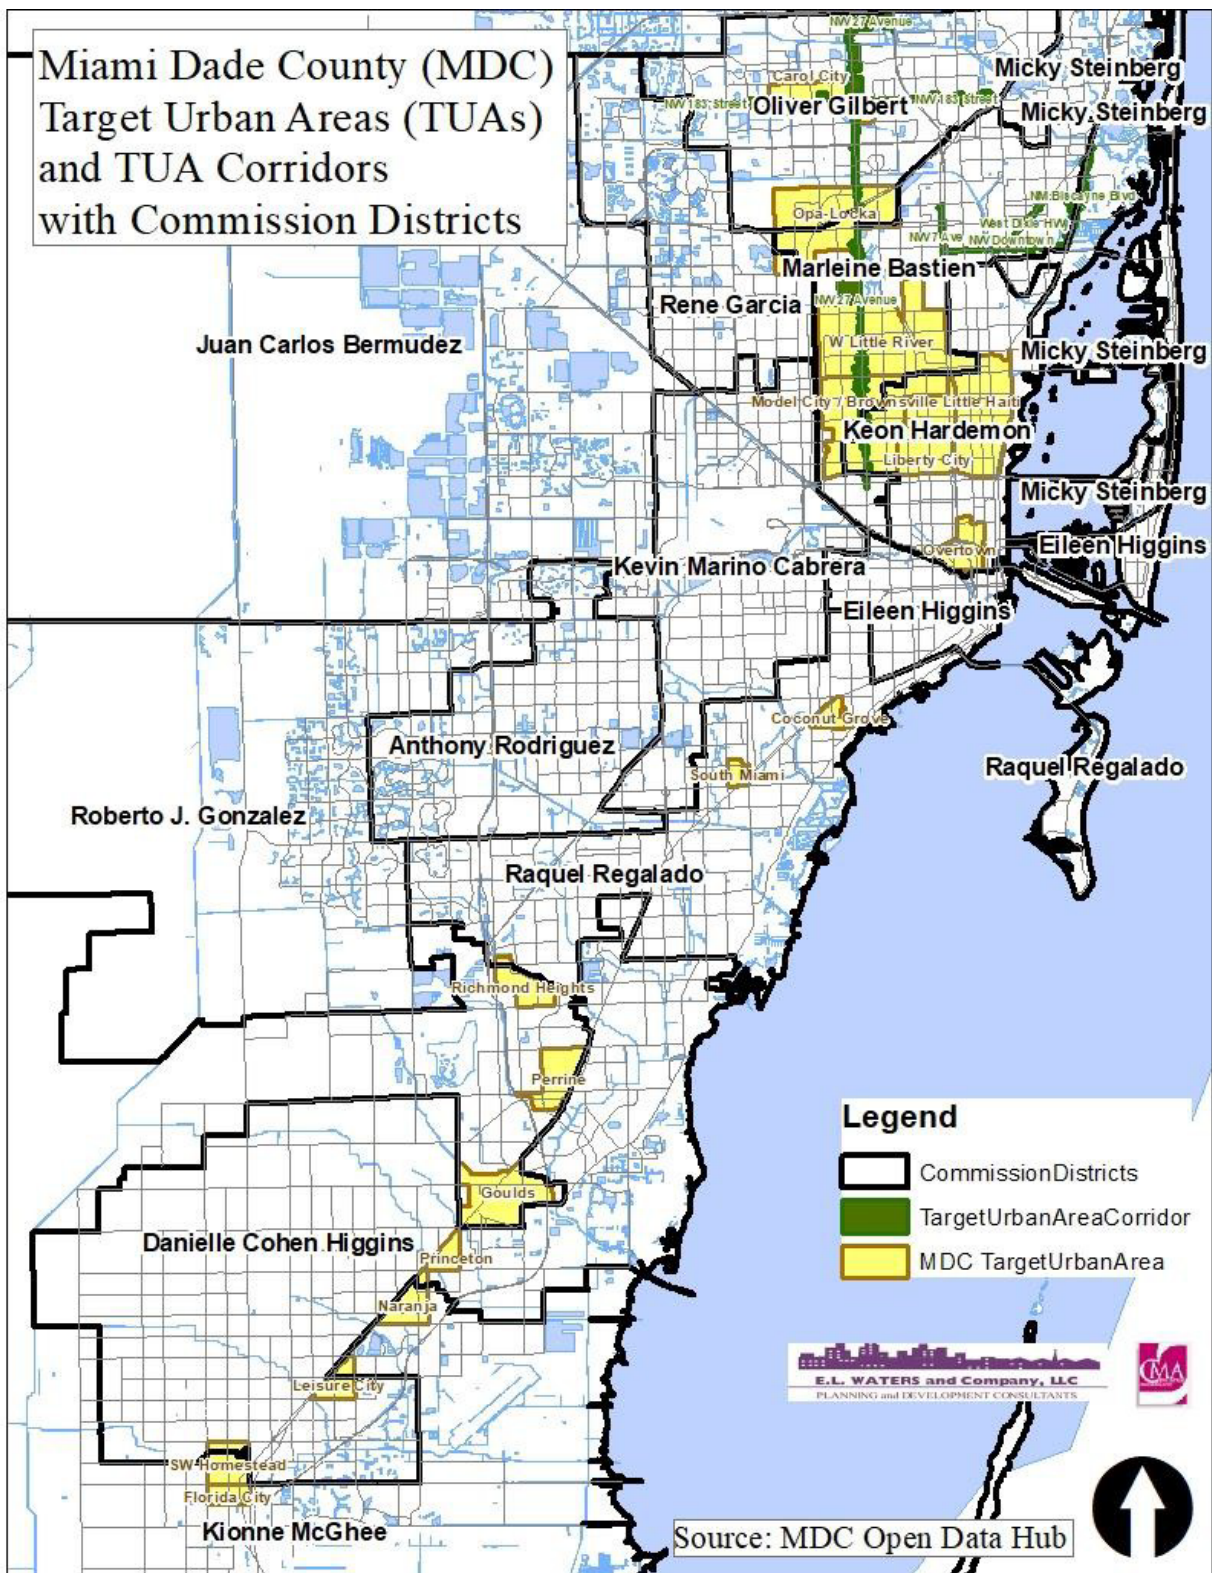 Miami Dade County (MDC)
Target Urban Areas (TUAs)
and TUA Corridors
with Commission Districts
NW 27 Avenue
Micky Steinberg
Carol City
NW 183 Street
Oliver Gilbert
NW 183 Street
Micky Steinberg
NM Biscayne Blvd
Opa-Locka
West Dixie HW
NW 7 Ave
NW Downtown
Marleine Bastien
NW 27 Avenue
Rene Garcia
Juan Carlos Bermudez
W Little River
Micky Steinberg
Model City / Brownsville Little Haiti
Keon Hardemon
Liberty City
Micky Steinberg
Overtown
Eileen Higgins
Kevin Marino Cabrera
Eileen Higgins
Coconut Grove
Anthony Rodriguez
South Miami
Raquel Regalado
Roberto J. Gonzalez
Raquel Regalado
Richmond Heights
Perrine
Legend
CommissionDistricts
TargetUrbanAreaCorridor
MDC TargetUrbanArea
Goulds
Danielle Cohen Higgins
Princeton
Naranja
E.L. WATERS and Company, LLC
PLANNING and DEVELOPMENT CONSULTANTS
CMA
Leisure City
SW Homestead
Florida City
Kionne McGhee
Source: MDC Open Data Hub